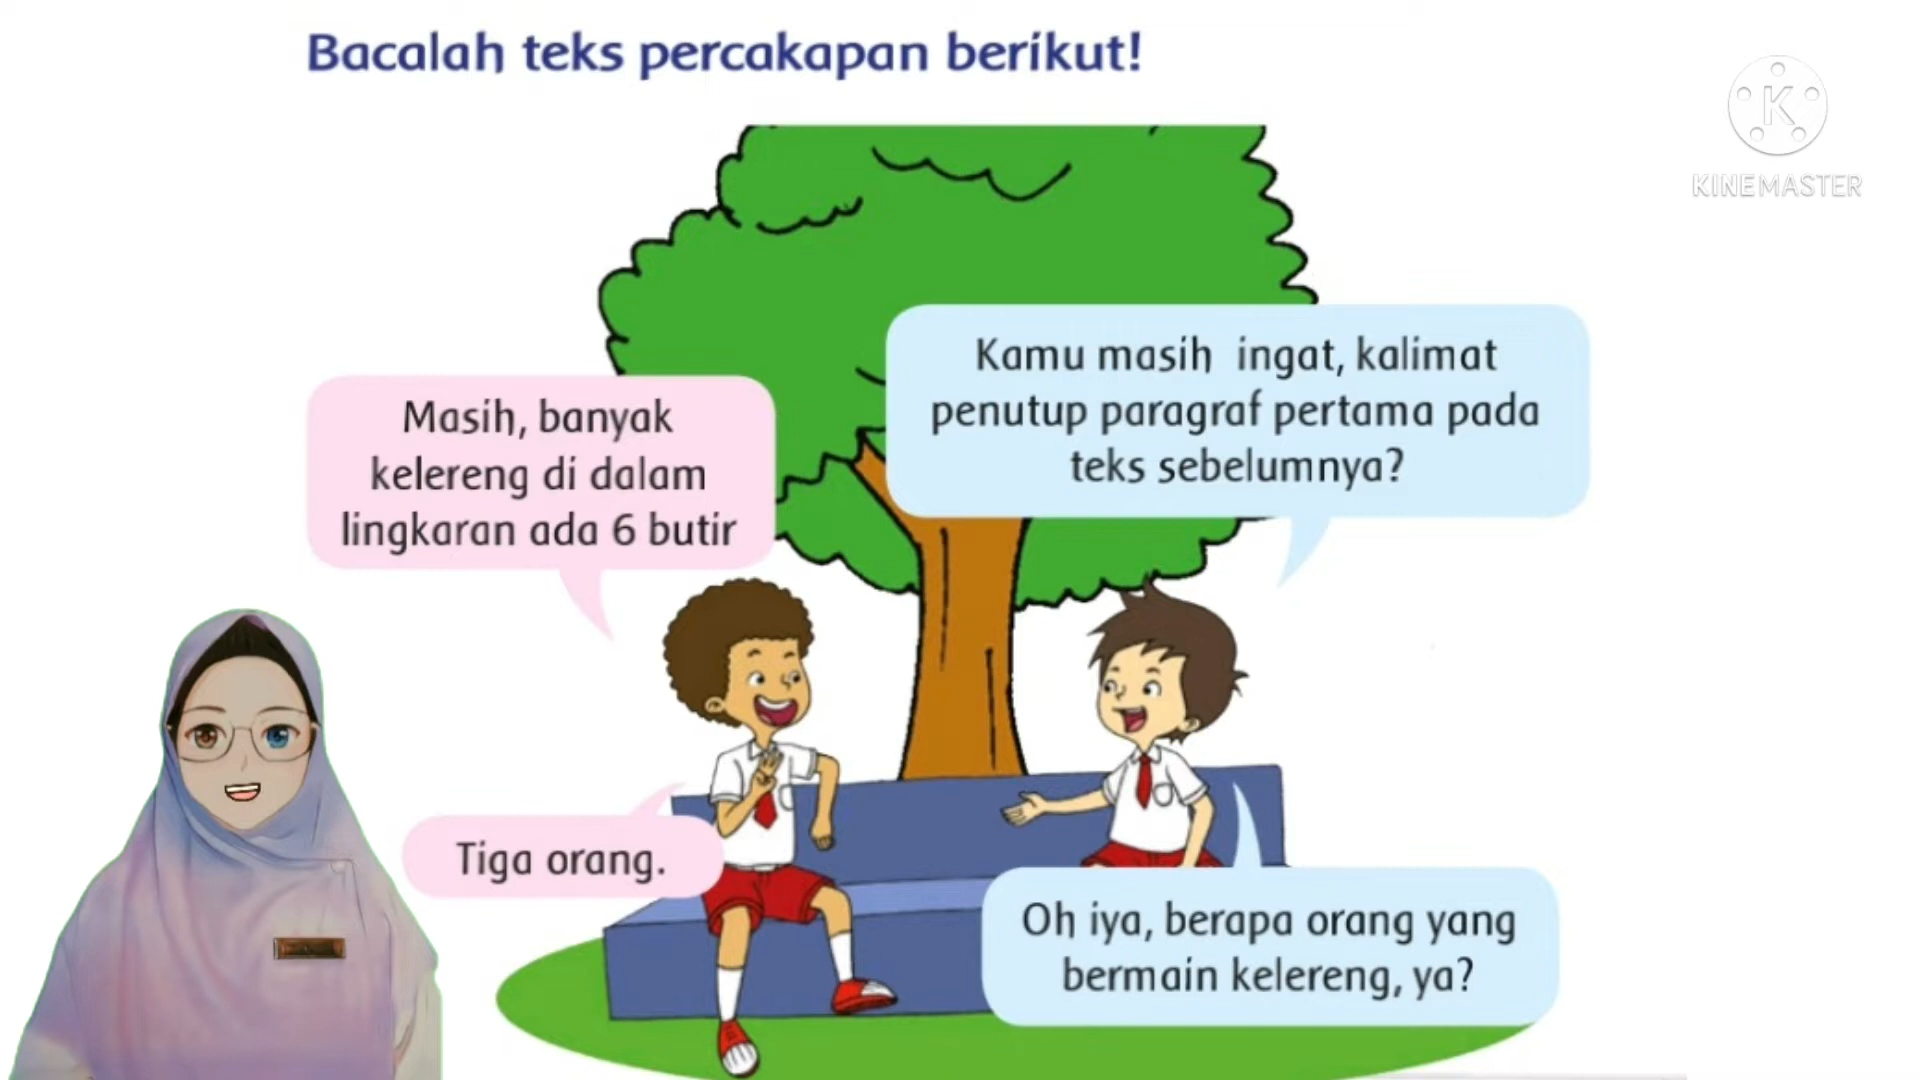 Bacalah teks percakapan berikut!
K
KINEMASTER
Kamu masih ingat, kalimat
penutup paragraf pertama pada
teks sebelumnya?
Masih, banyak
kelereng di dalam
lingkaran ada 6 butir
Oh iya, berapa orang yang
bermain kelereng, ya?
Tiga orang.